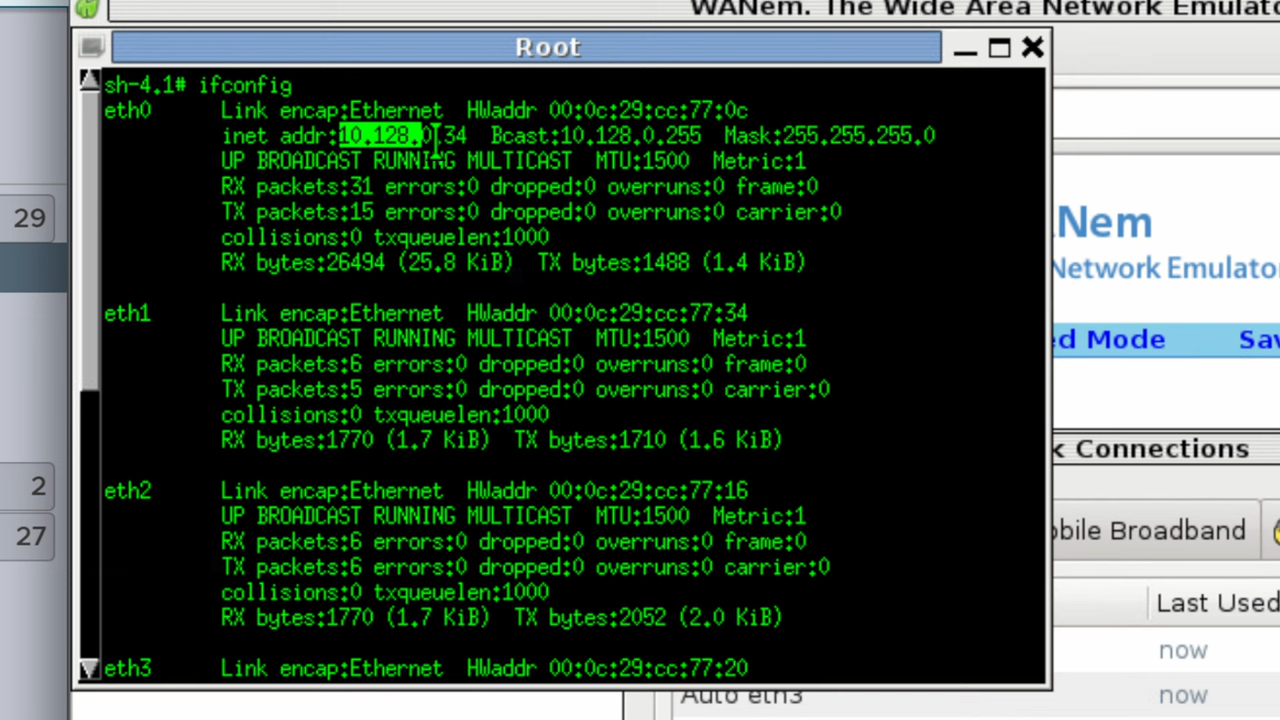 WANem. The Wide Area Network Emulato
Root
sh-4.1# ifconfig
eth0 Link encap:Ethernet HWaddr 00:0c:29:cc:77:0c
inet addr:10.128.0.34 Bcast:10.128.0.255 Mask:255.255.255.0
UP BROADCAST RUNNING MULTICAST MTU:1500 Metric:1
RX packets:31 errors:0 dropped:0 overruns:0 frame:0
TX packets:15 errors:0 dropped:0 overruns:0 carrier:0
collisions:0 txqueuelen:1000
RX bytes:26494 (25.8 KiB) TX bytes:1488 (1.4 KiB)
eth1 Link encap:Ethernet HWaddr 00:0c:29:cc:77:34
UP BROADCAST RUNNING MULTICAST MTU:1500 Metric:1
RX packets:6 errors:0 dropped:0 overruns:0 frame:0
TX packets:5 errors:0 dropped:0 overruns:0 carrier:0
collisions:0 txqueuelen:1000
RX bytes:1770 (1.7 KiB) TX bytes:1710 (1.6 KiB)
eth2 Link encap:Ethernet HWaddr 00:0c:29:cc:77:16
UP BROADCAST RUNNING MULTICAST MTU:1500 Metric:1
RX packets:6 errors:0 dropped:0 overruns:0 frame:0
TX packets:6 errors:0 dropped:0 overruns:0 carrier:0
collisions:0 txqueuelen:1000
RX bytes:1770 (1.7 KiB) TX bytes:2052 (2.0 KiB)
eth3 Link encap:Ethernet HWaddr 00:0c:29:cc:77:20
29
2
27
Nem
Network Emulato
ed Mode Sav
k Connections
obile Broadband
Last Used
now
Auto eth3 now